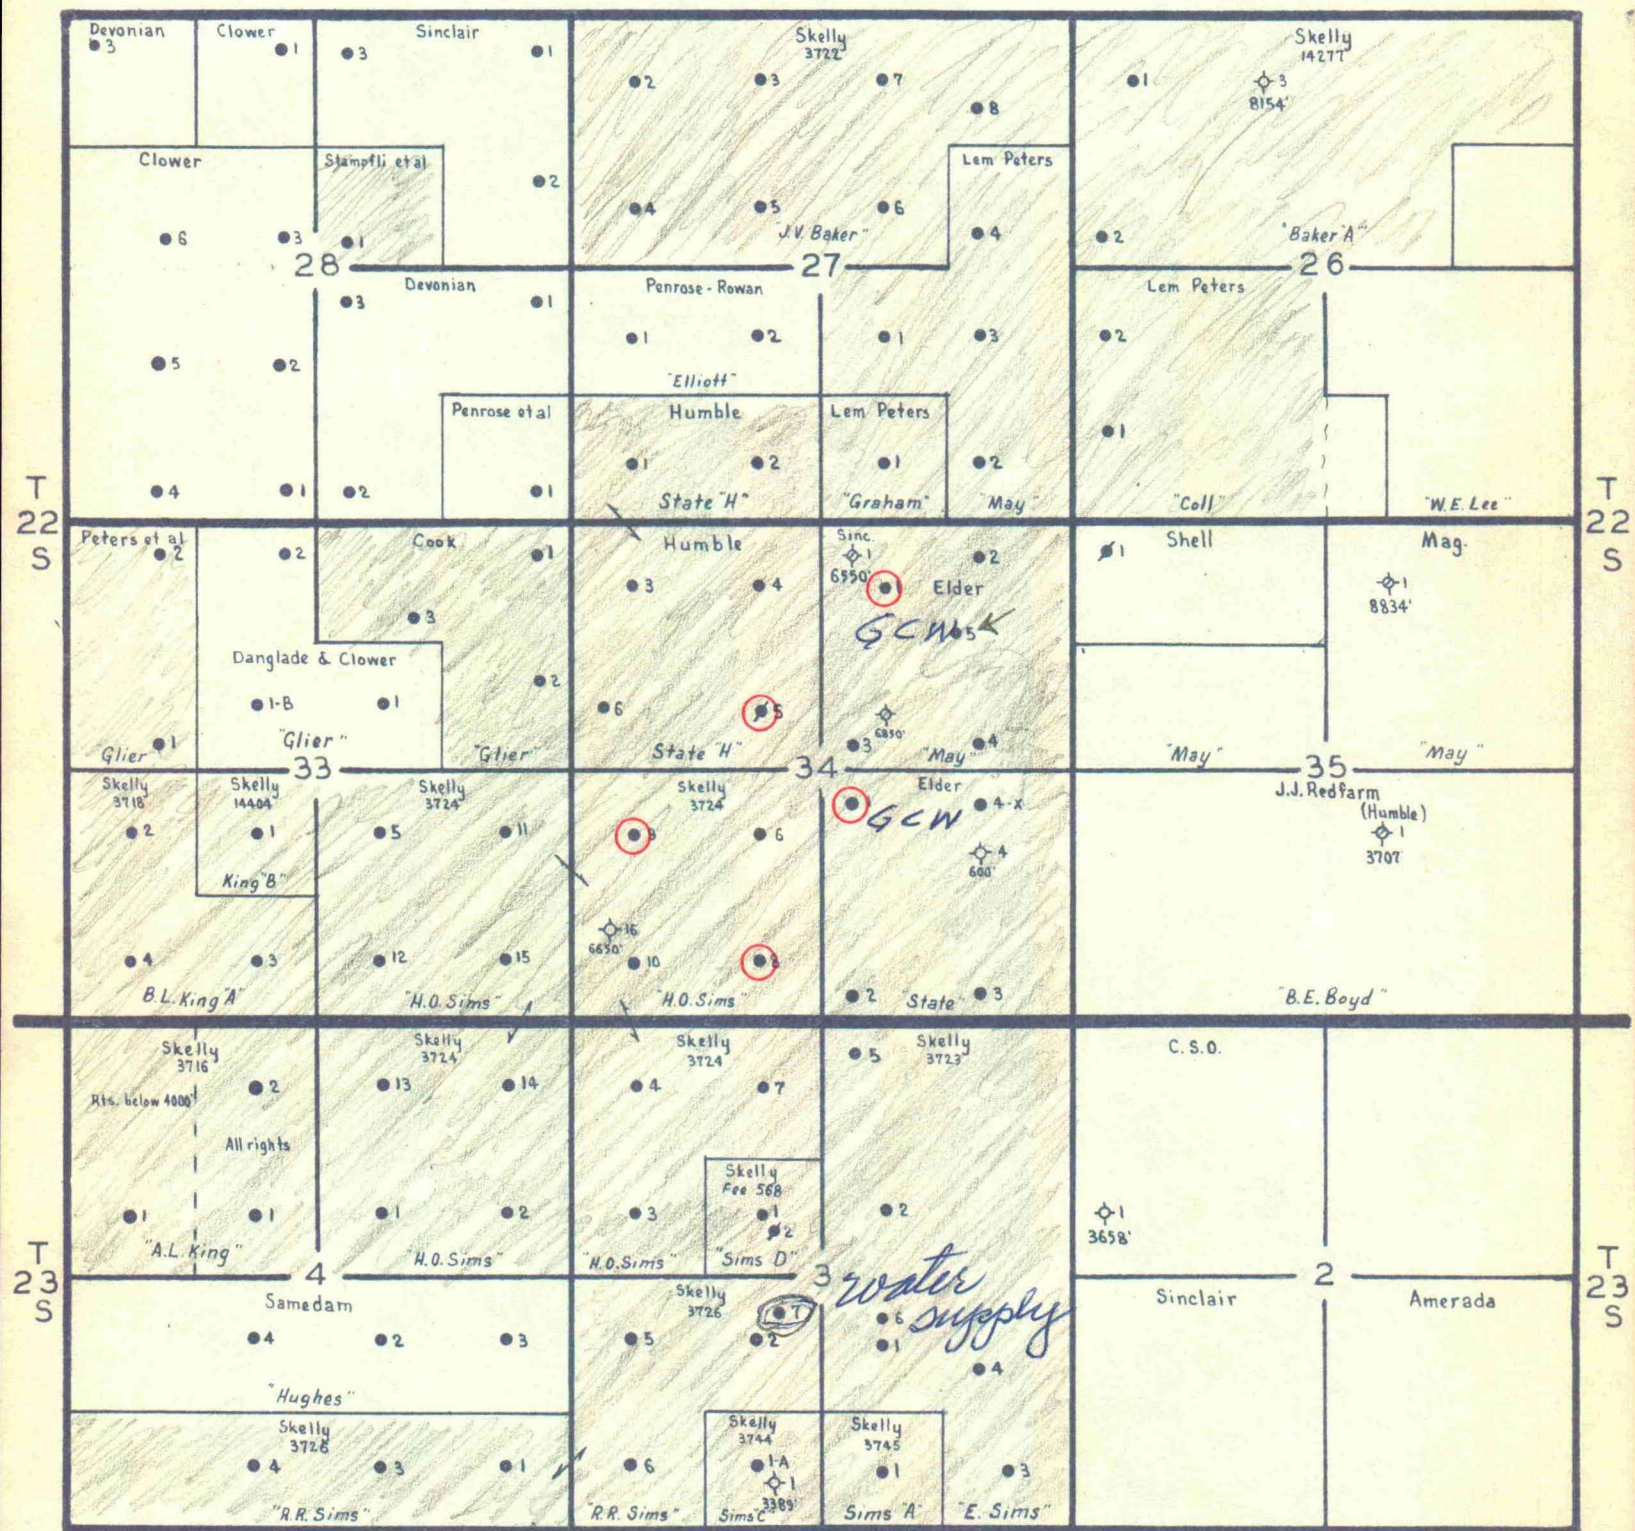 Devonian
3
Clower
1
Sinclair
3
1
2
Clower
6
3
Stampfli et al
1
28
Devonian
3
1
5
2
Penrose et al
4
1
2
1
Skelly
3722
2
3
7
8
4
5
6
"J.V. Baker"
Lem Peters
4
27
Penrose - Rowan
1
2
1
3
"Elliott"
Humble
1
2
State "H"
Lem Peters
1
"Graham"
2
"May"
Skelly
14277
1
3
8154'
2
"Baker A"
26
Lem Peters
2
1
"Coll"
"W.E. Lee"
T
22
S
T
22
S
Peters et al
2
2
Cook
1
3
Danglade & Clower
1-B
1
2
1
Glier
"Glier"
"Glier"
33
Humble
3
4
6
5
State "H"
Sinc.
1
6550'
1
2
Elder
GCW
5
6850'
3
4
"May"
34
Shell
1
"May"
Mag.
1
8834'
"May"
35
Skelly
3718
2
Skelly
14404
1
King "B"
Skelly
3724
5
11
4
3
12
15
B.L. King "A"
"H.O. Sims"
Skelly
3724
9
6
16
6650'
10
8
"H.O. Sims"
Elder
1
GCW
4-X
4
600'
2
"State"
3
J.J. Redfarm
(Humble)
1
3707'
"B.E. Boyd"
Skelly
3716
Rts. below 4000'
2
All rights
1
1
"A.L. King"
Skelly
3724
13
14
1
2
"H.O. Sims"
4
Skelly
3724
4
7
3
"H.O. Sims"
Skelly
Fee 568
1
2
"Sims D"
5
Skelly
3723
2
3
C.S.O.
1
3658'
2
T
23
S
T
23
S
Samedam
4
2
3
"Hughes"
Skelly
3726
4
3
1
"R.R. Sims"
Skelly
3726
7
5
2
6
"R.R. Sims"
Skelly
3744
1-A
1
3389'
Sims "C"
water
supply
6
1
4
Skelly
3745
1
Sims "A"
3
"E. Sims"
Sinclair
Amerada